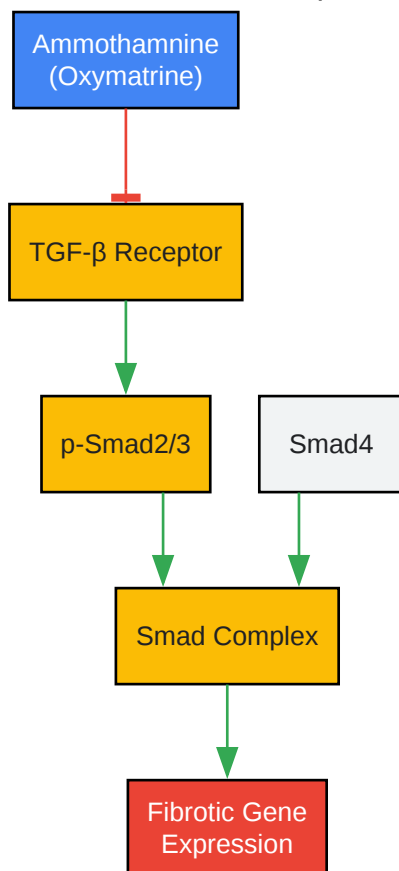 Ammothamnine
(Oxymatrine)
TGF-β Receptor
p-Smad2/3
Smad4
Smad Complex
Fibrotic Gene
Expression